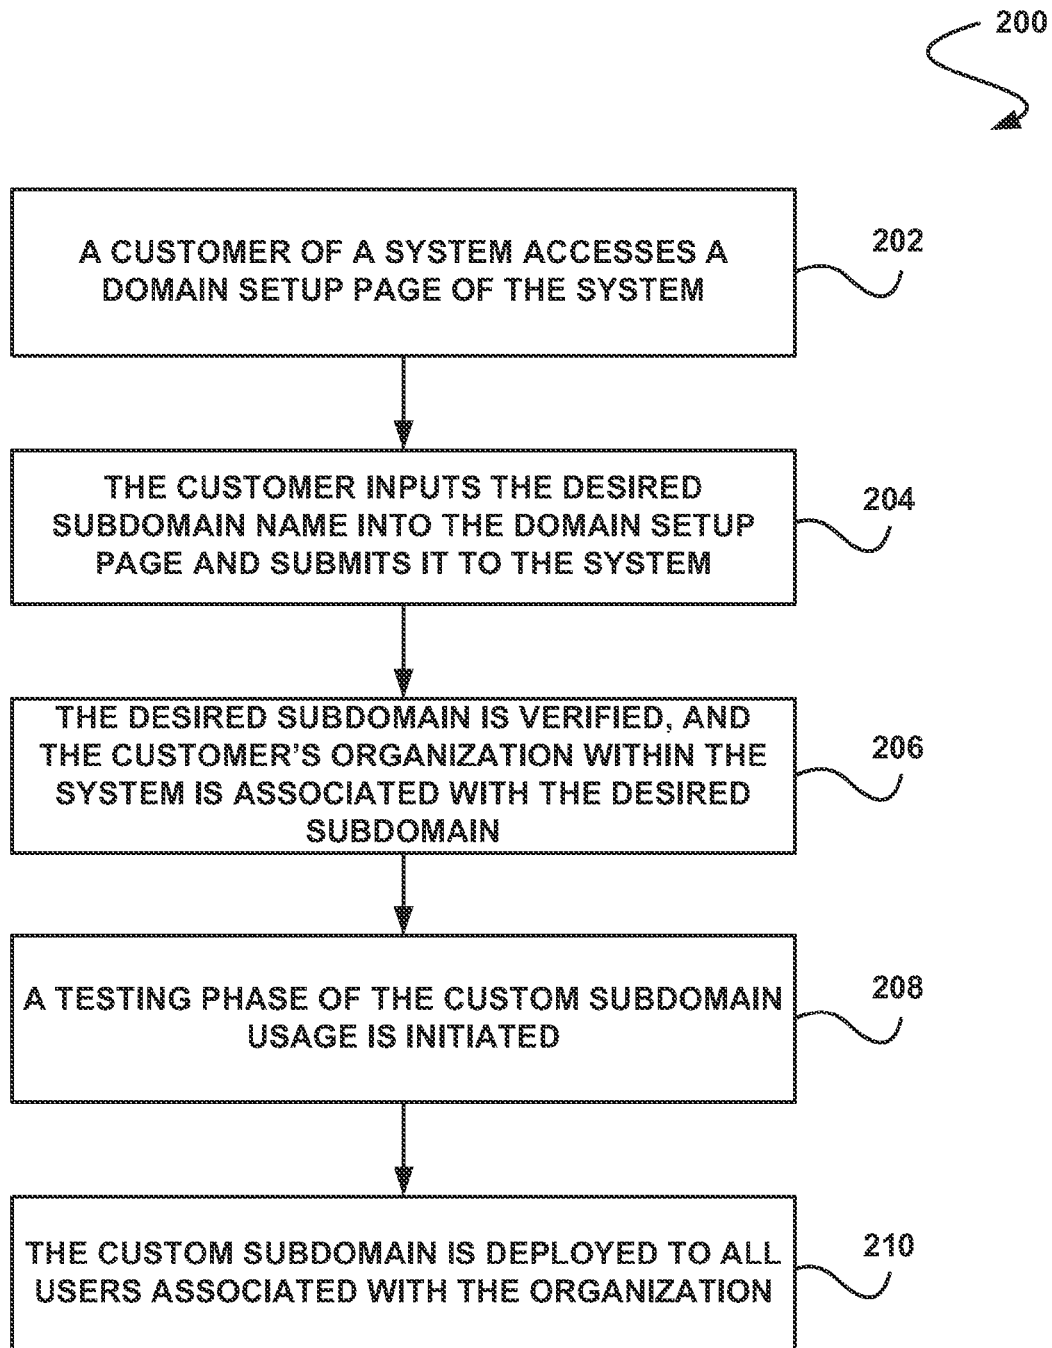 200
A CUSTOMER OF A SYSTEM ACCESSES A
DOMAIN SETUP PAGE OF THE SYSTEM
202
THE CUSTOMER INPUTS THE DESIRED
SUBDOMAIN NAME INTO THE DOMAIN SETUP
PAGE AND SUBMITS IT TO THE SYSTEM
204
THE DESIRED SUBDOMAIN IS VERIFIED, AND
THE CUSTOMER'S ORGANIZATION WITHIN THE
SYSTEM IS ASSOCIATED WITH THE DESIRED
SUBDOMAIN
206
A TESTING PHASE OF THE CUSTOM SUBDOMAIN
USAGE IS INITIATED
208
THE CUSTOM SUBDOMAIN IS DEPLOYED TO ALL
USERS ASSOCIATED WITH THE ORGANIZATION
210